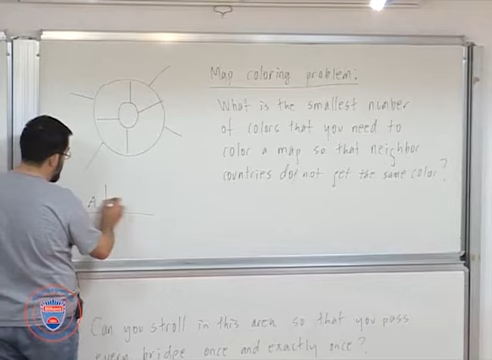 Map coloring problem:
What is the smallest number
of colors that you need to
color a map so that neighbor
countries do not get the same color?
A
Can you stroll in this area so that you pass
every bridge once and exactly once?